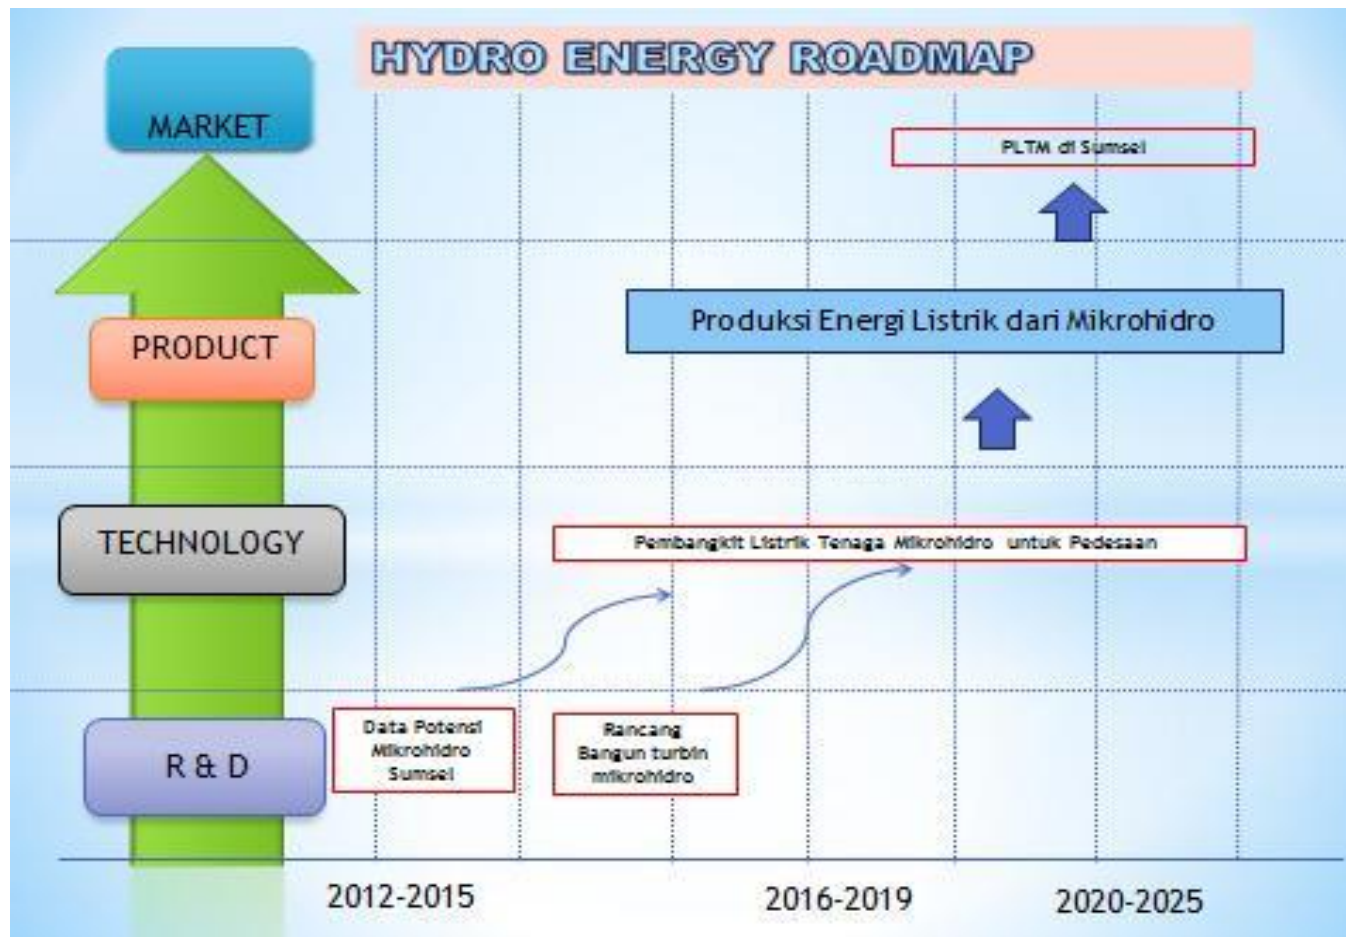 HYDRO ENERGY ROADMAP
MARKET
PLTM di Sumsel
PRODUCT
Produksi Energi Listrik dari Mikrohidro
TECHNOLOGY
Pembangkit Listrik Tenaga Mikrohidro untuk Pedesaan
R & D
Data Potensi
Mikrohidro
Sumsel
Rancang
Bangun turbin
mikrohidro
2012-2015
2016-2019
2020-2025